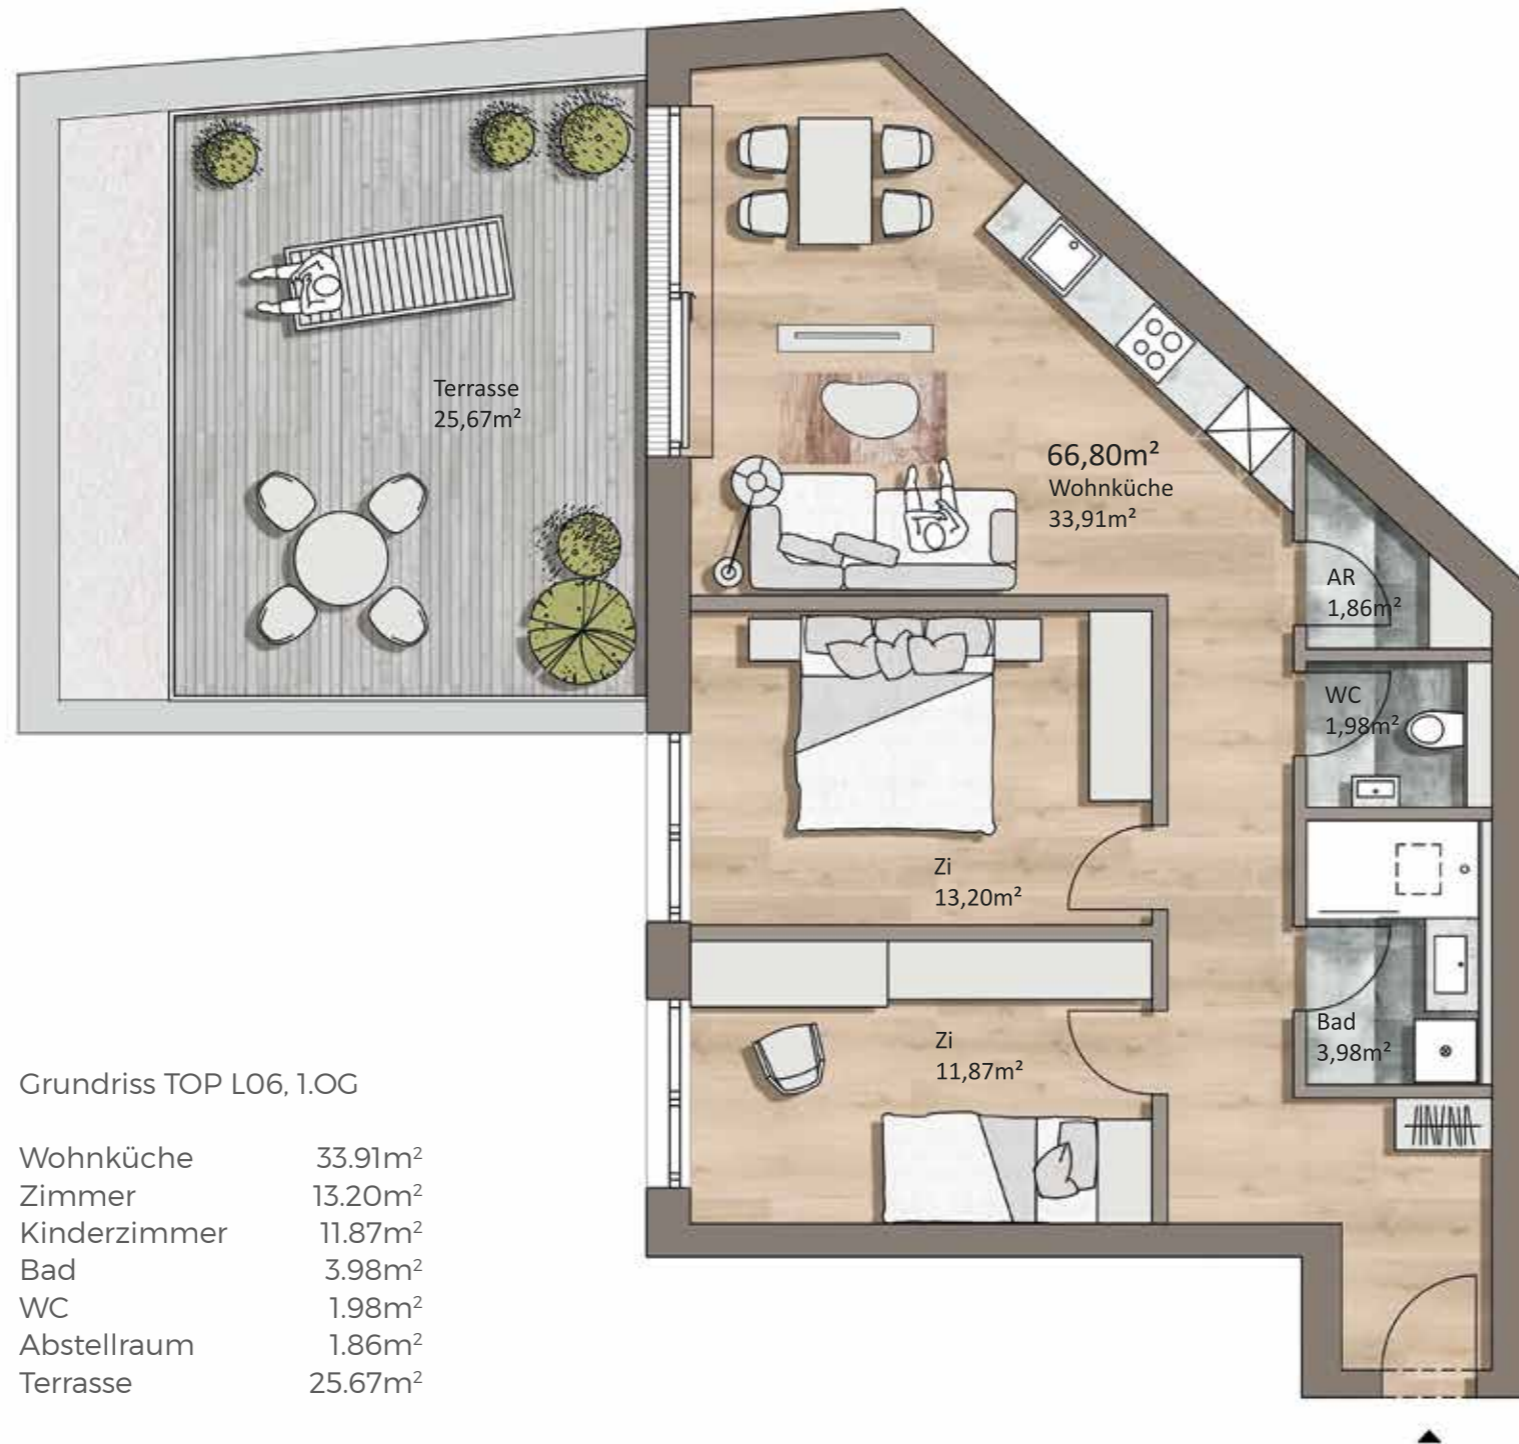 Terrasse
25,67m²
66,80m²
Wohnküche
33,91m²
AR
1,86m²
WC
1,98m²
Zi
13,20m²
Bad
3,98m²
Zi
11,87m²
Grundriss TOP L06, 1.OG
Wohnküche 33.91m²
Zimmer 13.20m²
Kinderzimmer 11.87m²
Bad 3.98m²
WC 1.98m²
Abstellraum 1.86m²
Terrasse 25.67m²